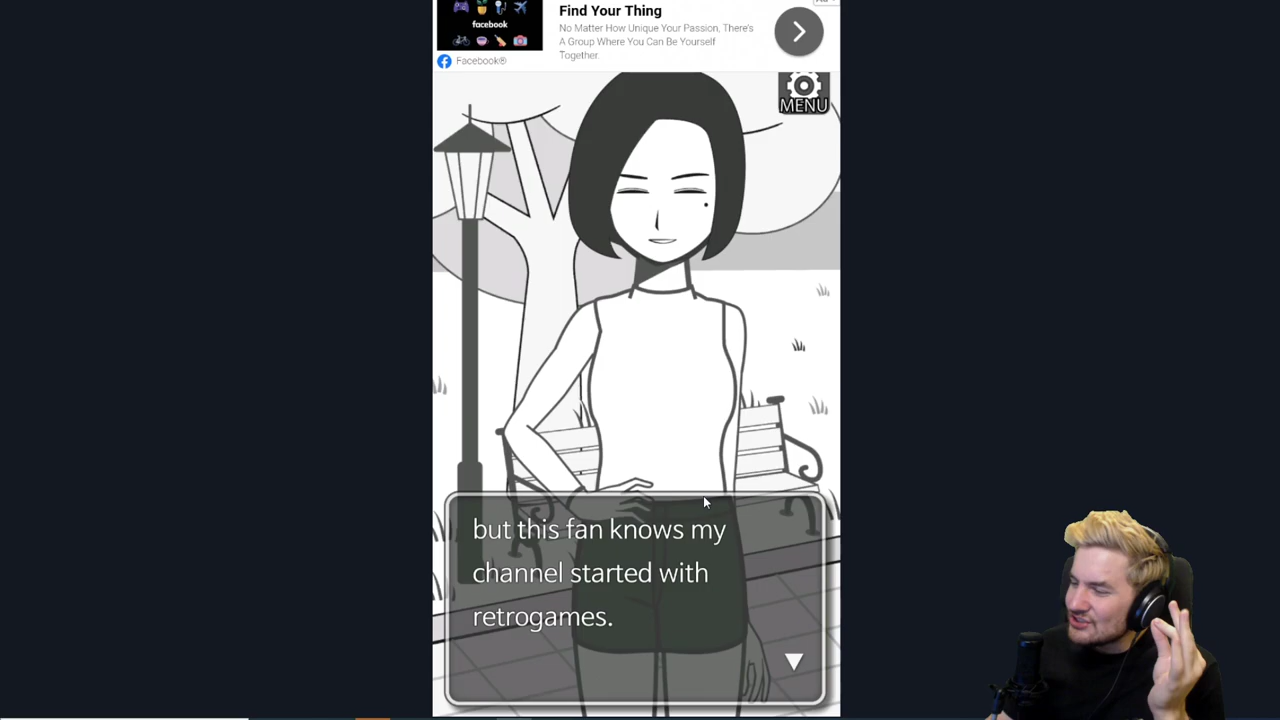 facebook
Find Your Thing
No Matter How Unique Your Passion, There's
A Group Where You Can Be Yourself
Together.
Facebook®
MENU
but this fan knows my
channel started with
retrogames.